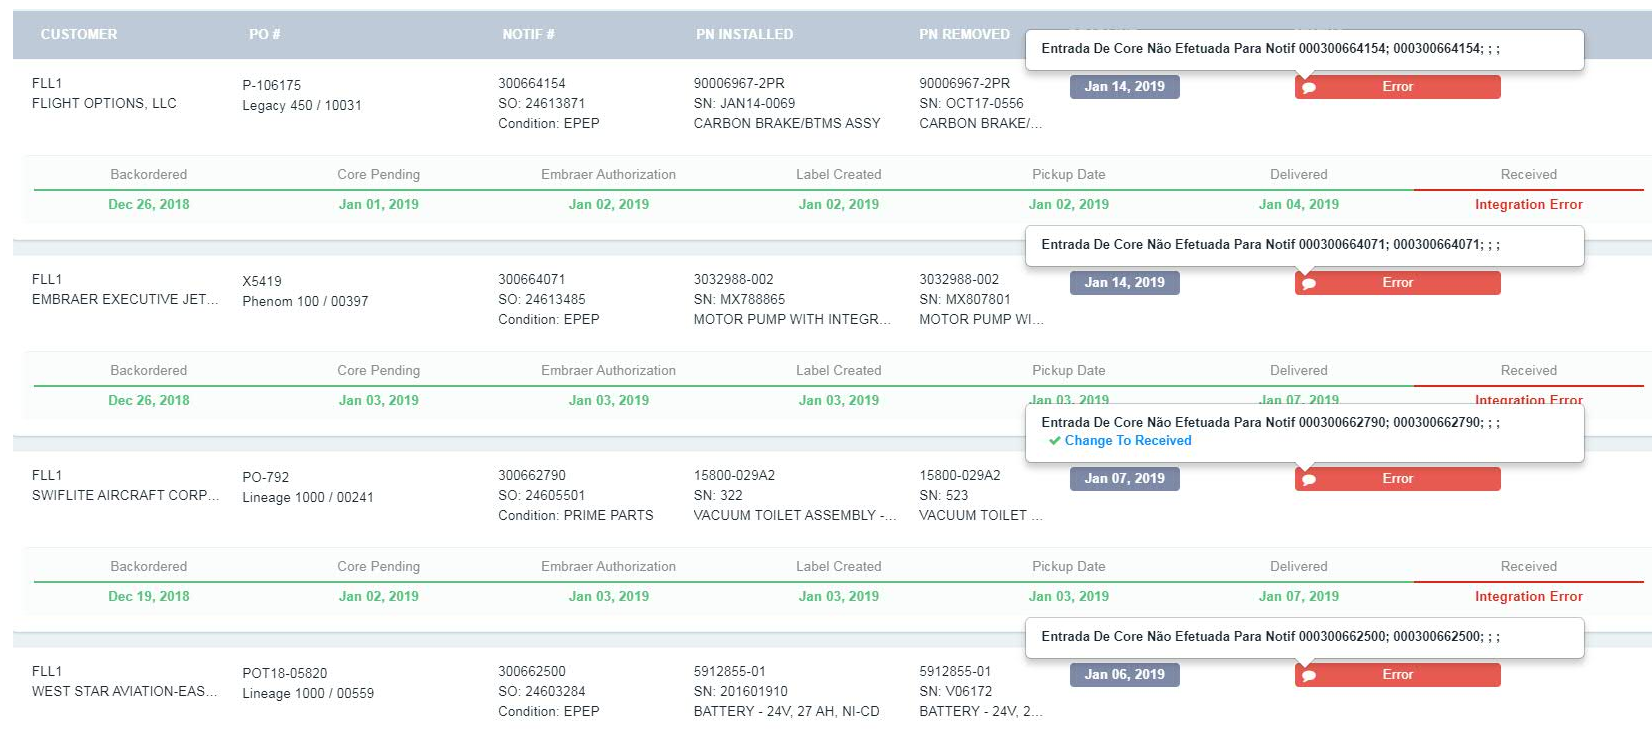 CUSTOMER PO # NOTIF # PN INSTALLED PN REMOVED
Entrada De Core Não Efetuada Para Notif 000300664154; 000300664154; ; ;
FLL1
FLIGHT OPTIONS, LLC
P-106175
Legacy 450 / 10031
300664154
SO: 24613871
Condition: EPEP
90006967-2PR
SN: JAN14-0069
CARBON BRAKE/BTMS ASSY
90006967-2PR
SN: OCT17-0556
CARBON BRAKE/...
Jan 14, 2019
Error
Backordered Core Pending Embraer Authorization Label Created Pickup Date Delivered Received
Dec 26, 2018 Jan 01, 2019 Jan 02, 2019 Jan 02, 2019 Jan 02, 2019 Jan 04, 2019 Integration Error
Entrada De Core Não Efetuada Para Notif 000300664071; 000300664071; ; ;
FLL1
EMBRAER EXECUTIVE JET...
X5419
Phenom 100 / 00397
300664071
SO: 24613485
Condition: EPEP
3032988-002
SN: MX788865
MOTOR PUMP WITH INTEGR...
3032988-002
SN: MX807801
MOTOR PUMP WI...
Jan 14, 2019
Error
Backordered Core Pending Embraer Authorization Label Created Pickup Date Delivered Received
Dec 26, 2018 Jan 03, 2019 Jan 03, 2019 Jan 03, 2019 Jan 03, 2019 Jan 07, 2019 Integration Error
Entrada De Core Não Efetuada Para Notif 000300662790; 000300662790; ; ;
Change To Received
FLL1
SWIFLITE AIRCRAFT CORP...
PO-792
Lineage 1000 / 00241
300662790
SO: 24605501
Condition: PRIME PARTS
15800-029A2
SN: 322
VACUUM TOILET ASSEMBLY -...
15800-029A2
SN: 523
VACUUM TOILET ...
Jan 07, 2019
Error
Backordered Core Pending Embraer Authorization Label Created Pickup Date Delivered Received
Dec 19, 2018 Jan 02, 2019 Jan 03, 2019 Jan 03, 2019 Jan 03, 2019 Jan 07, 2019 Integration Error
Entrada De Core Não Efetuada Para Notif 000300662500; 000300662500; ; ;
FLL1
WEST STAR AVIATION-EAS...
POT18-05820
Lineage 1000 / 00559
300662500
SO: 24603284
Condition: EPEP
5912855-01
SN: 201601910
BATTERY - 24V, 27 AH, NI-CD
5912855-01
SN: V06172
BATTERY - 24V, 2...
Jan 06, 2019
Error